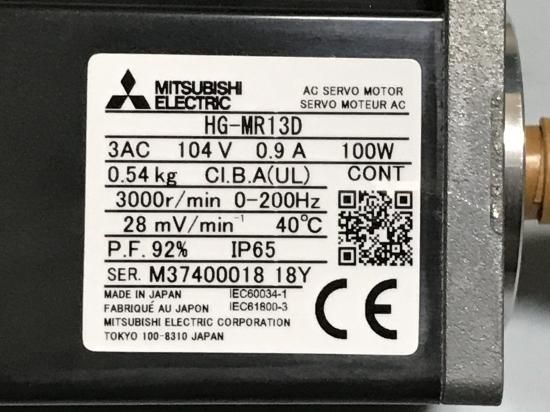 MITSUBISHI ELECTRIC
AC SERVO MOTOR
SERVO MOTEUR AC
HG-MR13D
3AC 104 V 0.9 A 100W
0.54 kg Cl.B.A(UL) CONT
3000r/min 0-200Hz
28 mV/min⁻¹ 40℃
P.F. 92% IP65
SER. M37400018 18Y
MADE IN JAPAN IEC60034-1
FABRIQUÉ AU JAPON IEC61800-3
MITSUBISHI ELECTRIC CORPORATION
TOKYO 100-8310 JAPAN
CE